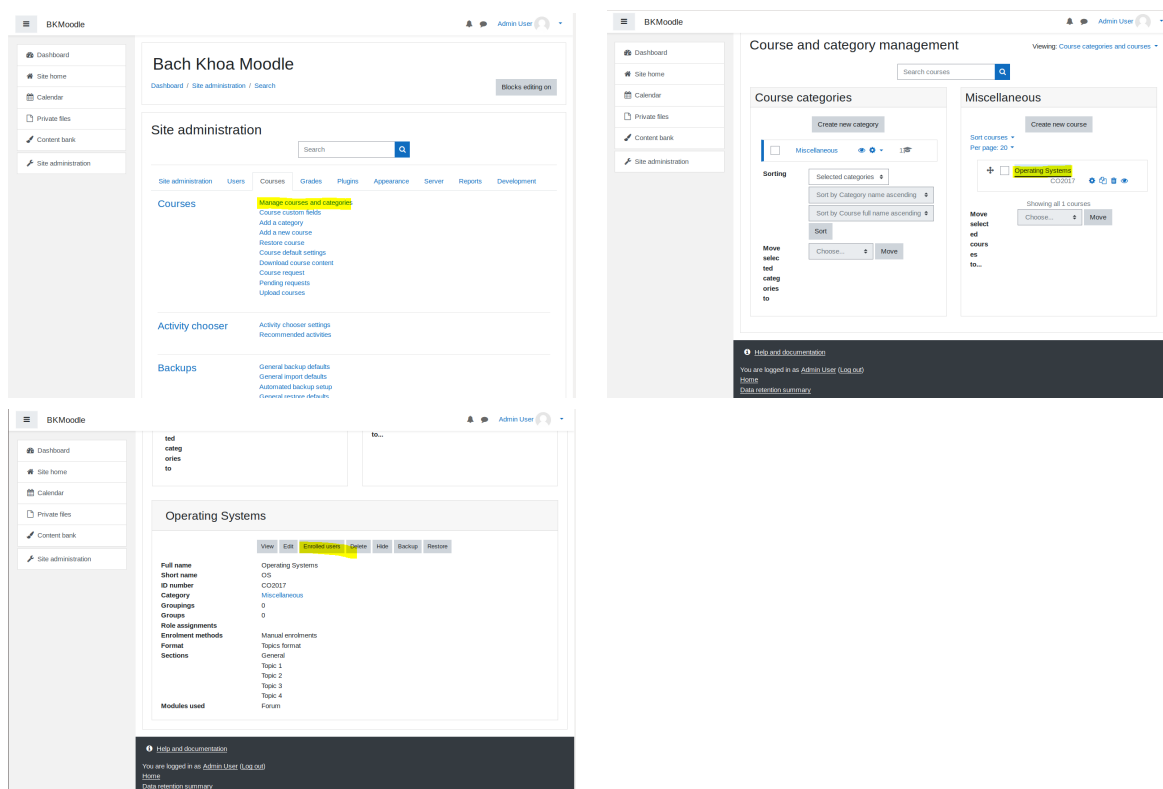 BKMoodle
Admin User
Dashboard
Site home
Calendar
Private files
Content bank
Site administration
Bach Khoa Moodle
Dashboard / Site administration / Search
Blocks editing on
Site administration
Search
Site administration Users Courses Grades Plugins Appearance Server Reports Development
Courses
Manage courses and categories
Course custom fields
Add a category
Add a new course
Restore course
Course default settings
Download course content
Course request
Pending requests
Upload courses
Activity chooser
Activity chooser settings
Recommended activities
Backups
General backup defaults
General import defaults
Automated backup setup
General restore defaults
BKMoodle
Admin User
Dashboard
Site home
Calendar
Private files
Content bank
Site administration
Course and category management
Viewing: Course categories and courses
Search courses
Course categories
Create new category
Miscellaneous
1
Sorting
Selected categories
Sort by Category name ascending
Sort by Course full name ascending
Sort
Move
selec
ted
categ
ories
to
Choose...
Move
Miscellaneous
Create new course
Sort courses
Per page: 20
Operating Systems
CO2017
Showing all 1 courses
Move
select
ed
cours
es
to...
Choose...
Move
Help and documentation
You are logged in as Admin User (Log out)
Home
Data retention summary
BKMoodle
Admin User
Dashboard
Site home
Calendar
Private files
Content bank
Site administration
ted
categ
ories
to
to...
Operating Systems
View Edit Enrolled users Delete Hide Backup Restore
Full name Operating Systems
Short name OS
ID number CO2017
Category Miscellaneous
Groupings 0
Groups 0
Role assignments
Enrolment methods Manual enrolments
Format Topics format
Sections General
Topic 1
Topic 2
Topic 3
Topic 4
Modules used Forum
Help and documentation
You are logged in as Admin User (Log out)
Home
Data retention summary